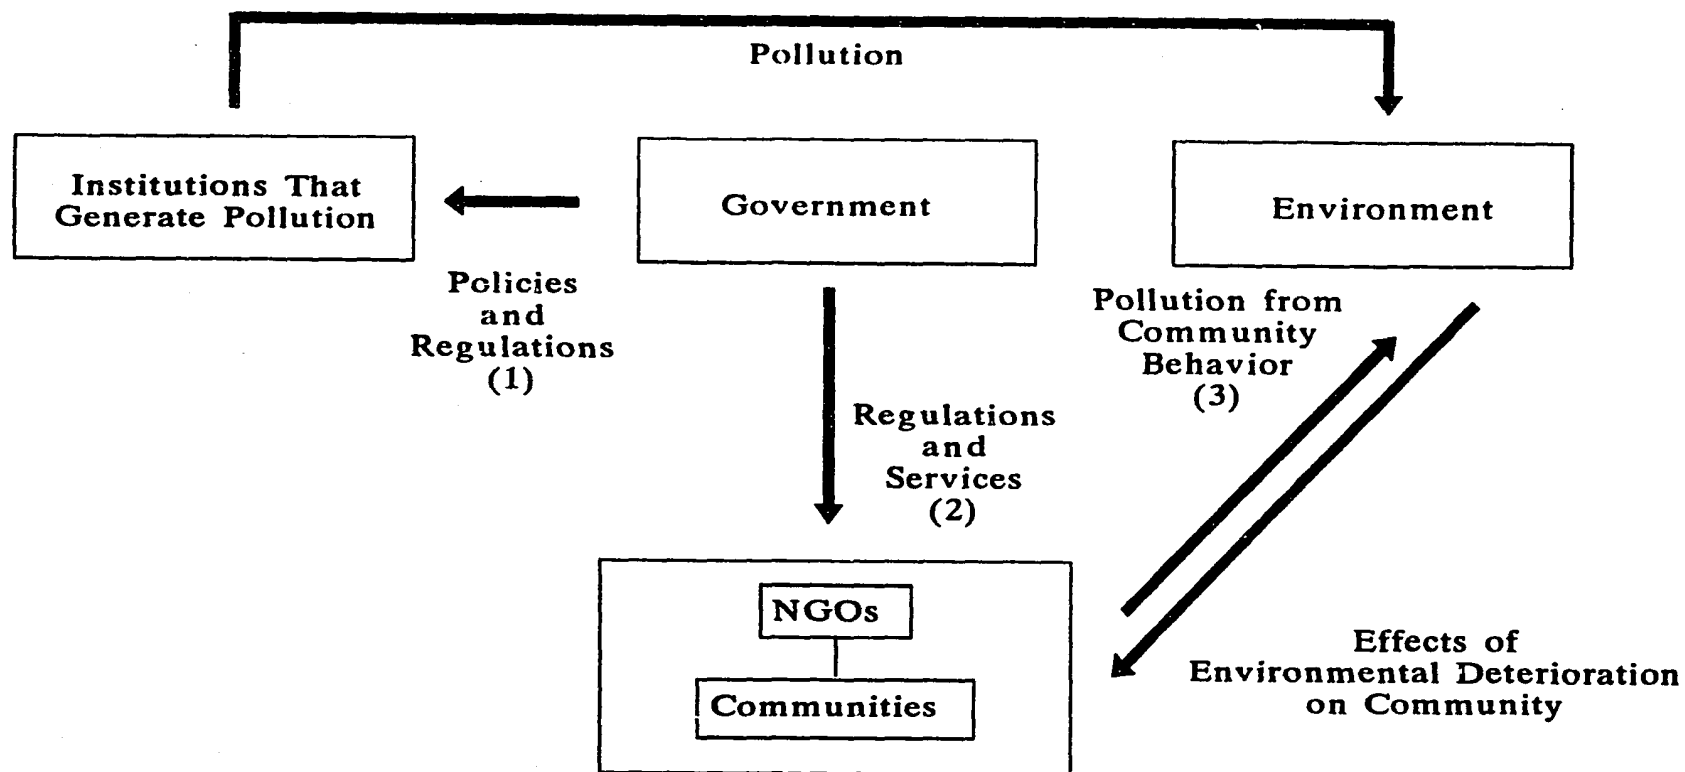 Pollution
Institutions That
Generate Pollution
Government
Environment
Policies
and
Regulations
(1)
Pollution from
Community
Behavior
(3)
Regulations
and
Services
(2)
NGOs
Communities
Effects of
Environmental Deterioration
on Community